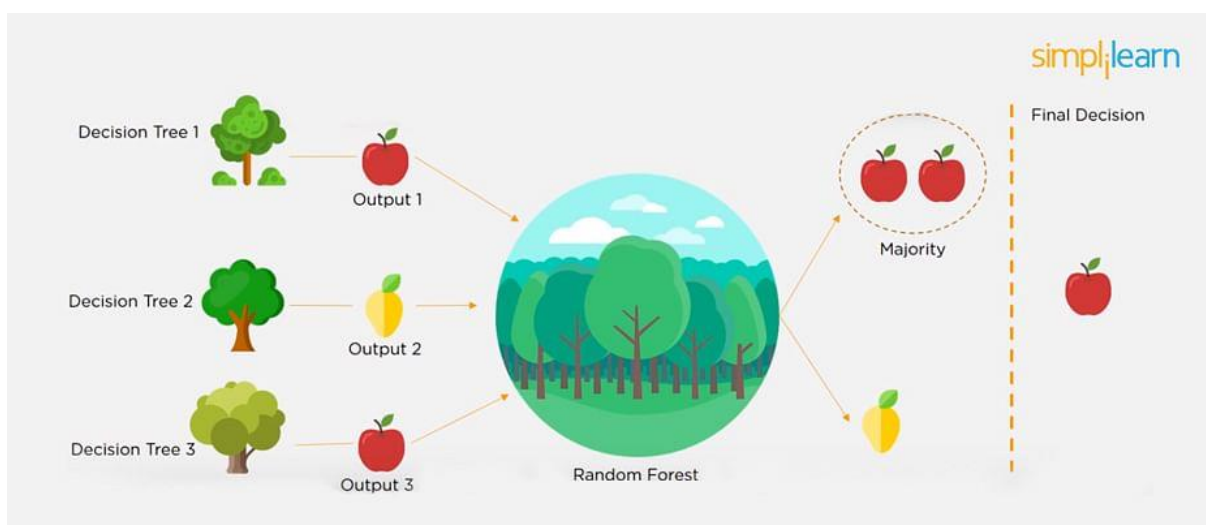 simplilearn
Decision Tree 1
Output 1
Decision Tree 2
Output 2
Decision Tree 3
Output 3
Random Forest
Majority
Final Decision